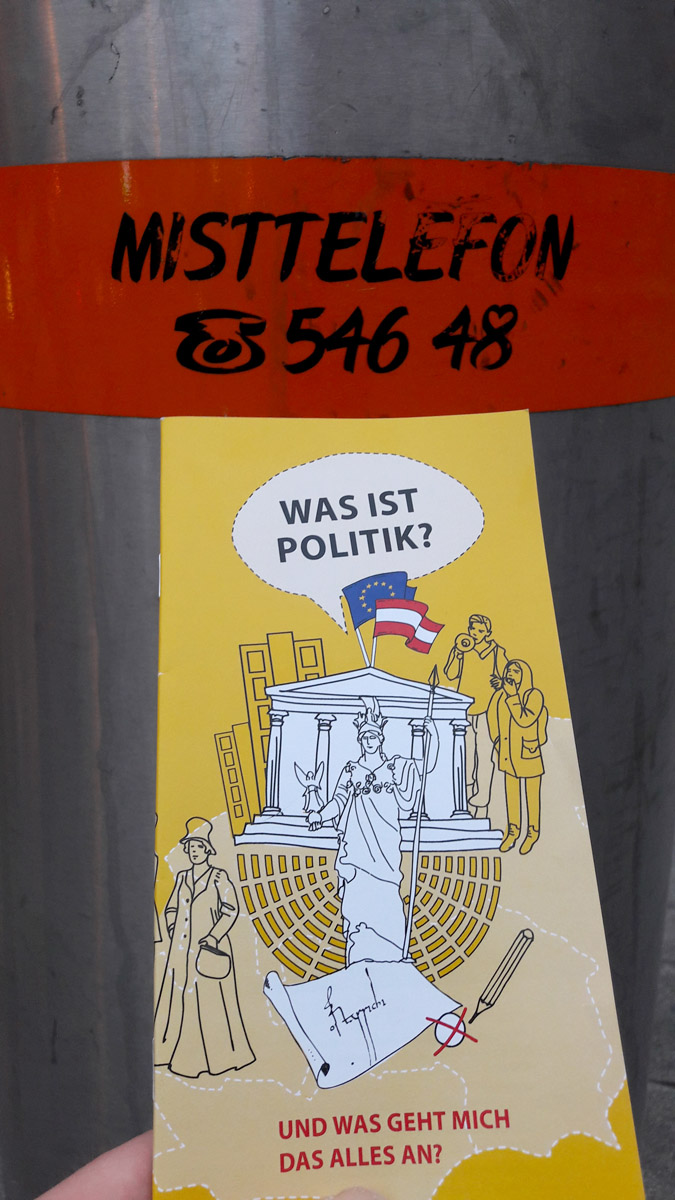 MISTTELEFON
546 48
WAS IST
POLITIK?
UND WAS GEHT MICH
DAS ALLES AN?